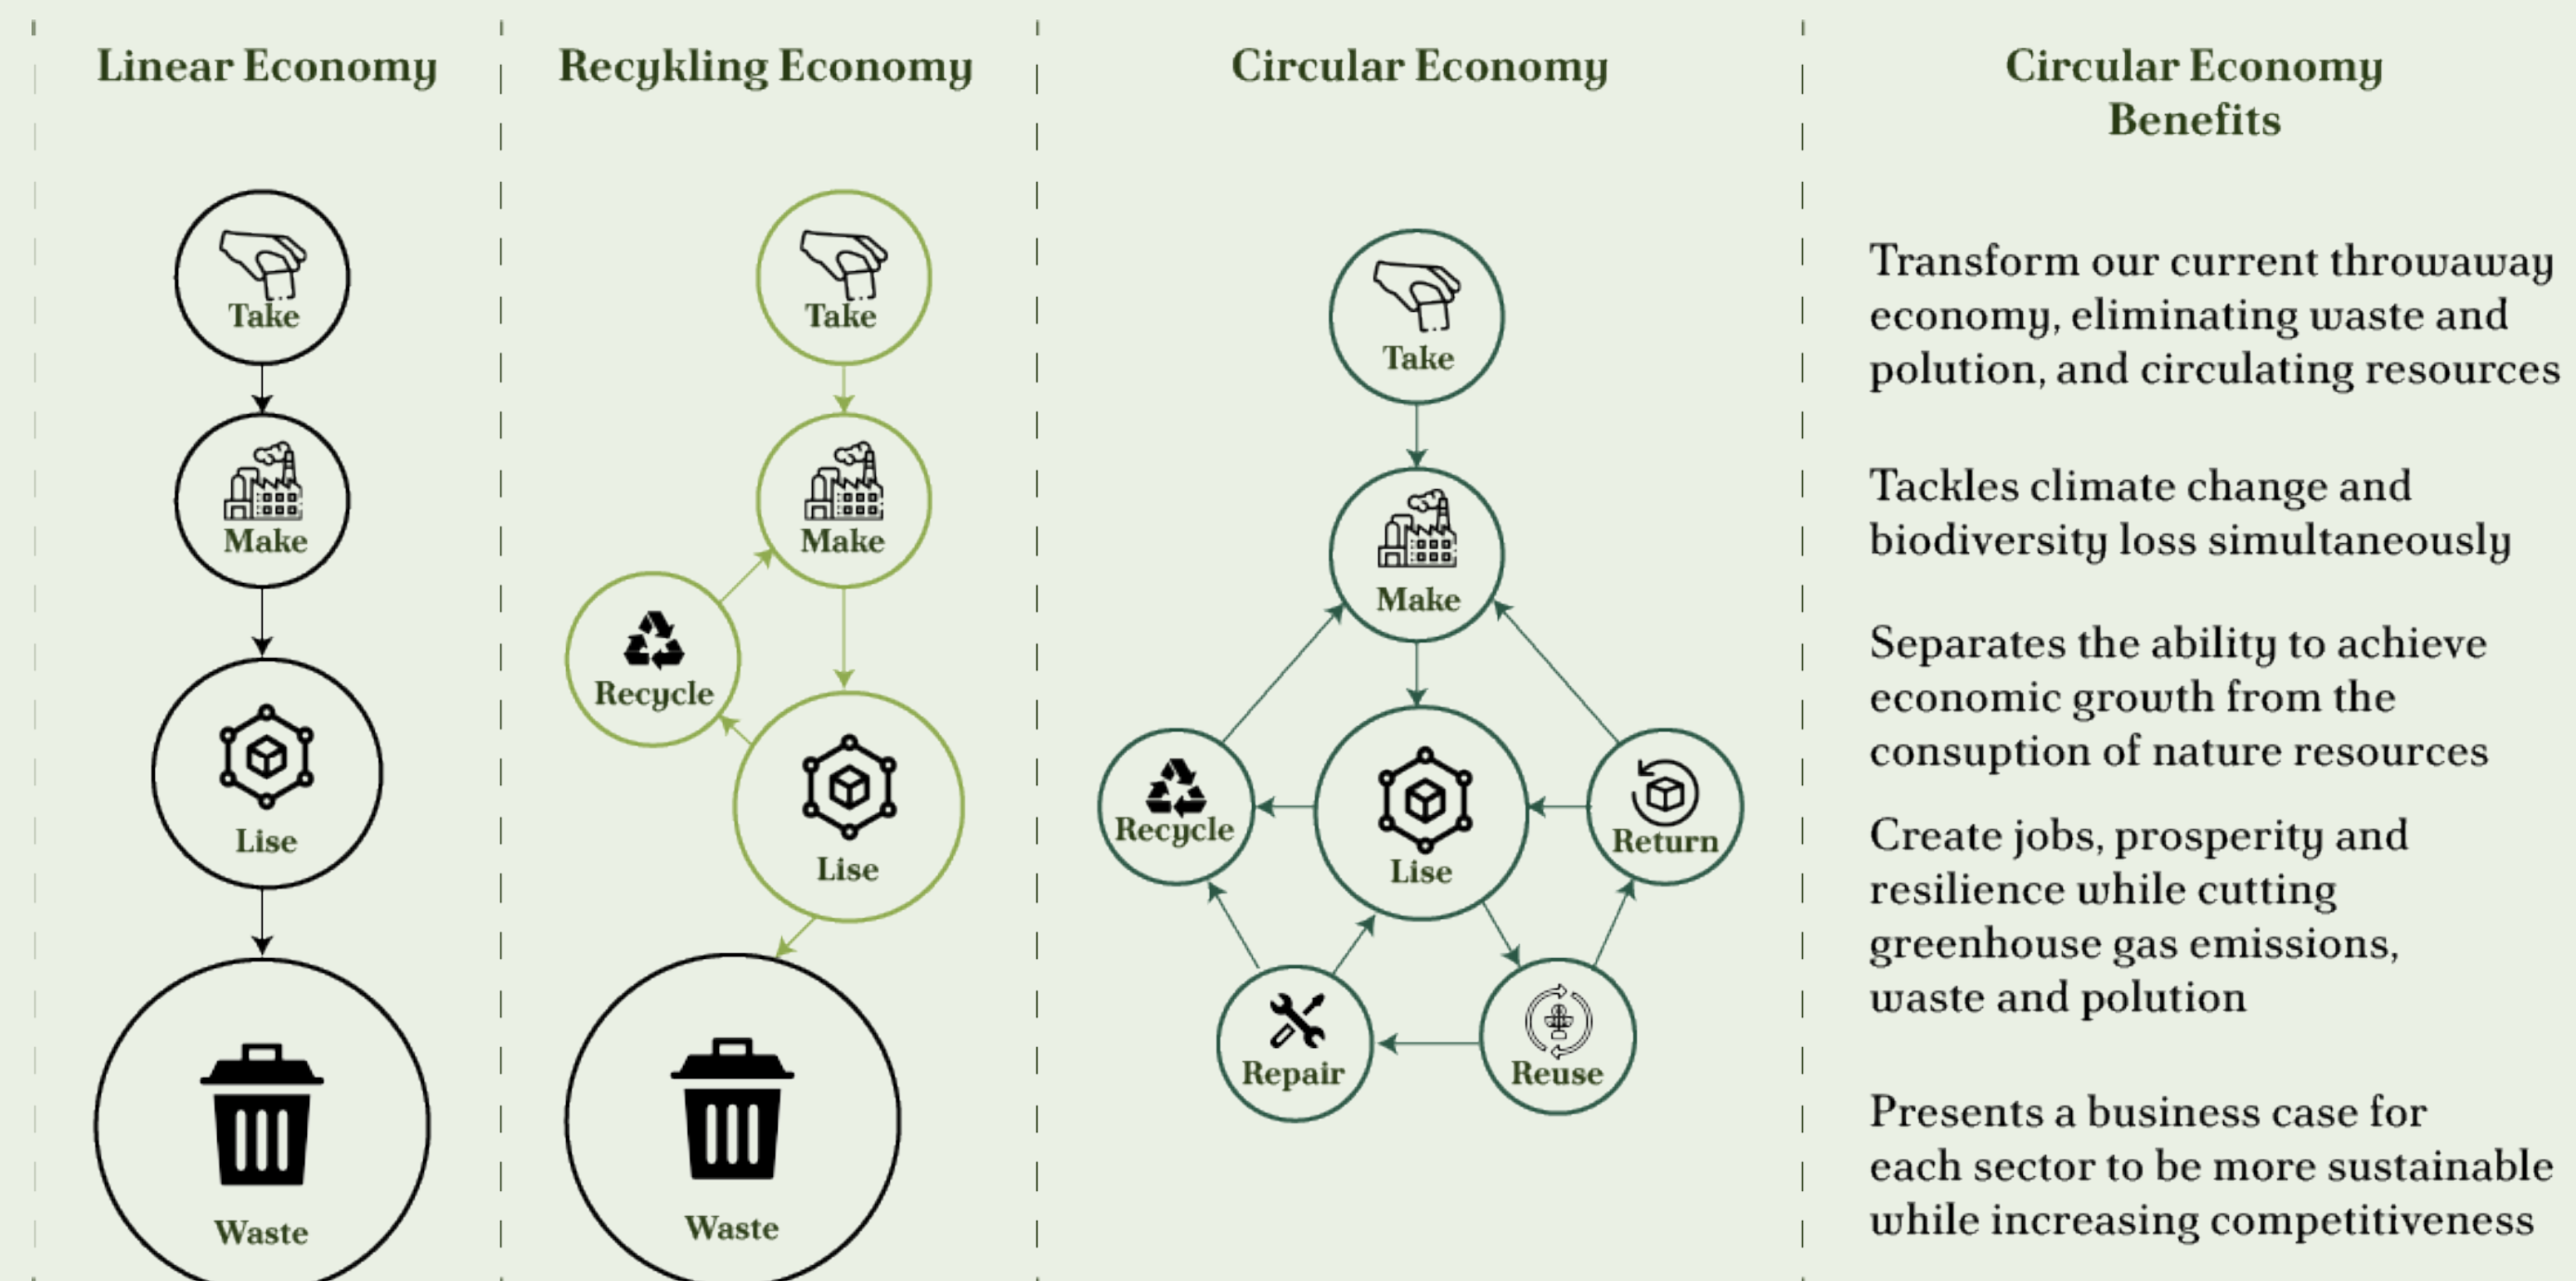 Linear Economy
Take
Make
Lise
Waste
Recykling Economy
Take
Make
Recycle
Lise
Waste
Circular Economy
Take
Make
Recycle
Lise
Return
Repair
Reuse
Circular Economy
Benefits
Transform our current throwaway
economy, eliminating waste and
polution, and circulating resources
Tackles climate change and
biodiversity loss simultaneously
Separates the ability to achieve
economic growth from the
consuption of nature resources
Create jobs, prosperity and
resilience while cutting
greenhouse gas emissions,
waste and polution
Presents a business case for
each sector to be more sustainable
while increasing competitiveness